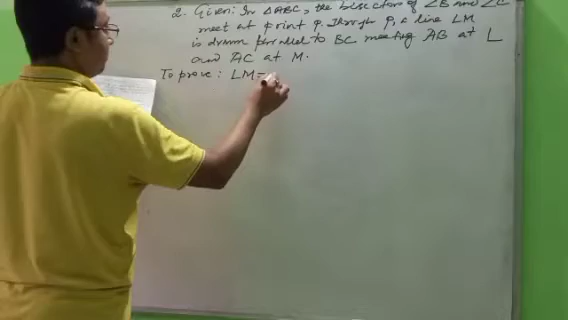 2. Given: In ΔABC, the bisectors of ∠B and ∠C
meet at point P. Through P, a line LM
is drawn parallel to BC meeting AB at L
and AC at M.
To prove: LM=